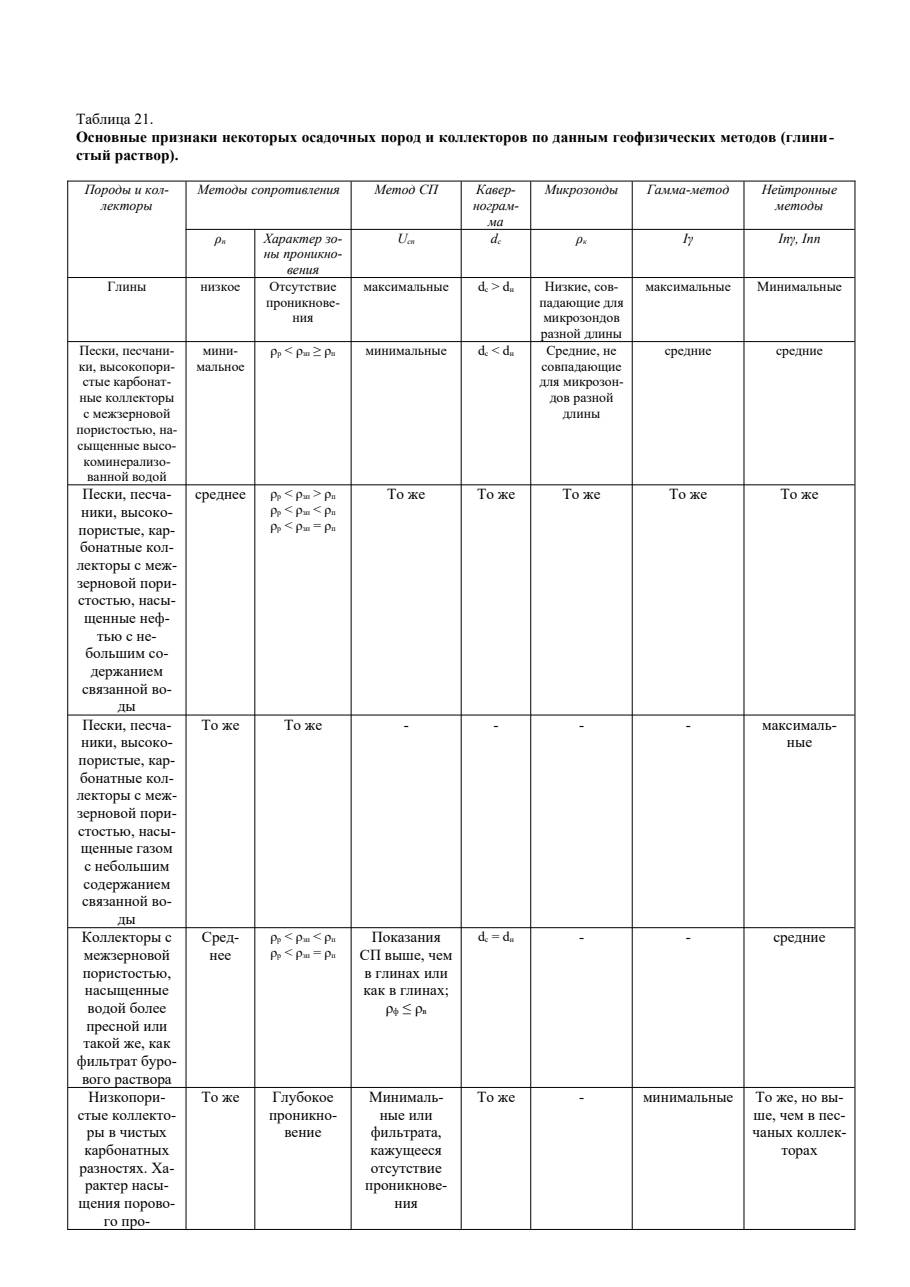 Таблица 21.
Основные признаки некоторых осадочных пород и коллекторов по данным геофизических методов (глини-
стый раствор).
Породы и кол-
лекторы
Методы сопротивления
Метод СП
Кавер-
нограм-
ма
Микрозонды
Гамма-метод
Нейтронные
методы
ρп
Характер зо-
ны проникно-
вения
Uсп
dс
ρк
Iγ
Inγ, Inn
Глины
низкое
Отсутствие
проникнове-
ния
максимальные
dс > dн
Низкие, сов-
падающие для
микрозондов
разной длины
максимальные
Минимальные
Пески, песчани-
ки, высокопори-
стые карбонат-
ные коллекторы
с межзерновой
пористостью, на-
сыщенные высо-
коминерализо-
ванной водой
мини-
мальное
ρр < ρзп ≥ ρп
минимальные
dс < dн
Средние, не
совпадающие
для микрозон-
дов разной
длины
средние
средние
Пески, песча-
ники, высоко-
пористые, кар-
бонатные кол-
лекторы с меж-
зерновой пори-
стостью, насы-
щенные неф-
тью с не-
большим со-
держанием
связанной во-
ды
среднее
ρр < ρзп > ρп
ρр < ρзп < ρп
ρр < ρзп = ρп
То же
То же
То же
То же
То же
Пески, песча-
ники, высоко-
пористые, кар-
бонатные кол-
лекторы с меж-
зерновой пори-
стостью, насы-
щенные газом
с небольшим
содержанием
связанной во-
ды
То же
То же
-
-
-
-
максималь-
ные
Коллекторы с
межзерновой
пористостью,
насыщенные
водой более
пресной или
такой же, как
фильтрат буро-
вого раствора
Сред-
нее
ρр < ρзп < ρп
ρр < ρзп = ρп
Показания
СП выше, чем
в глинах или
как в глинах;
ρф ≤ ρв
dс = dн
-
-
средние
Низкопори-
стые коллекто-
ры в чистых
карбонатных
разностях. Ха-
рактер насы-
щения порово-
го про-
То же
Глубокое
проникно-
вение
Минималь-
ные или
фильтрата,
кажущееся
отсутствие
проникнове-
ния
То же
-
минимальные
То же, но вы-
ше, чем в пес-
чаных коллек-
торах